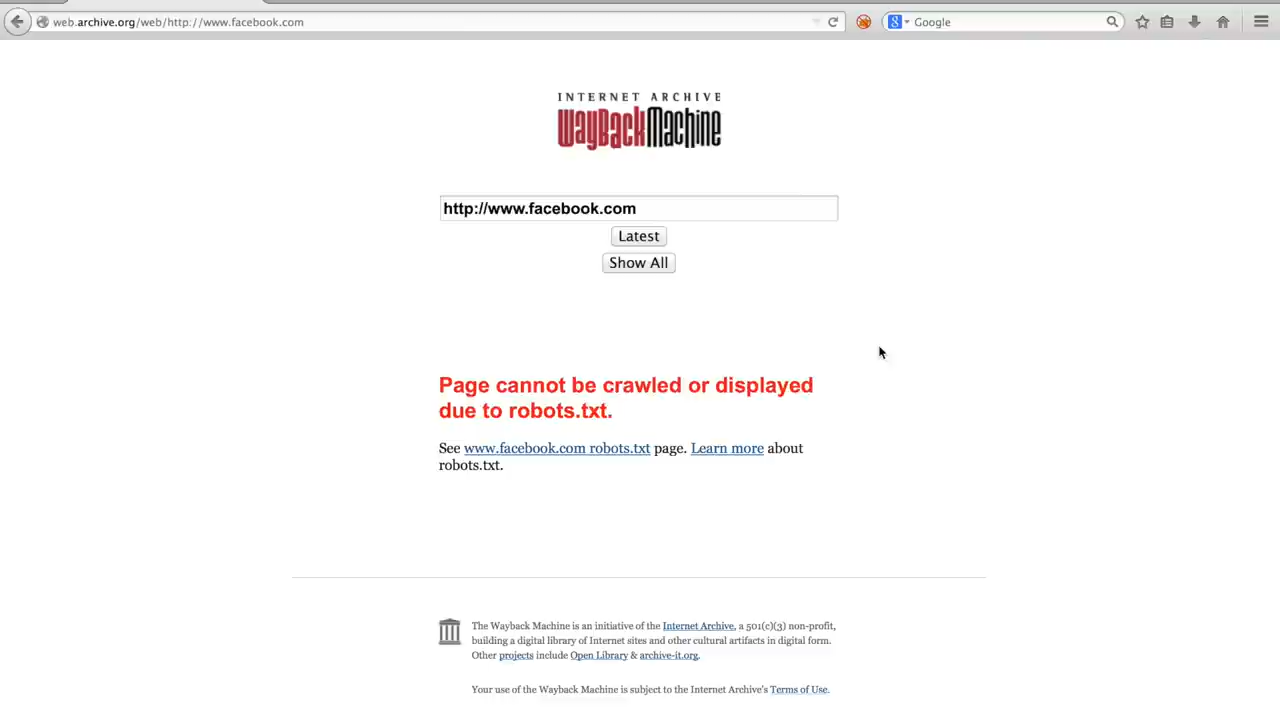 web.archive.org/web/http://www.facebook.com
Google
INTERNET ARCHIVE
WayBackMachine
http://www.facebook.com
Latest
Show All
Page cannot be crawled or displayed
due to robots.txt.
See www.facebook.com robots.txt page. Learn more about
robots.txt.
The Wayback Machine is an initiative of the Internet Archive, a 501(c)(3) non-profit,
building a digital library of Internet sites and other cultural artifacts in digital form.
Other projects include Open Library & archive-it.org.
Your use of the Wayback Machine is subject to the Internet Archive's Terms of Use.